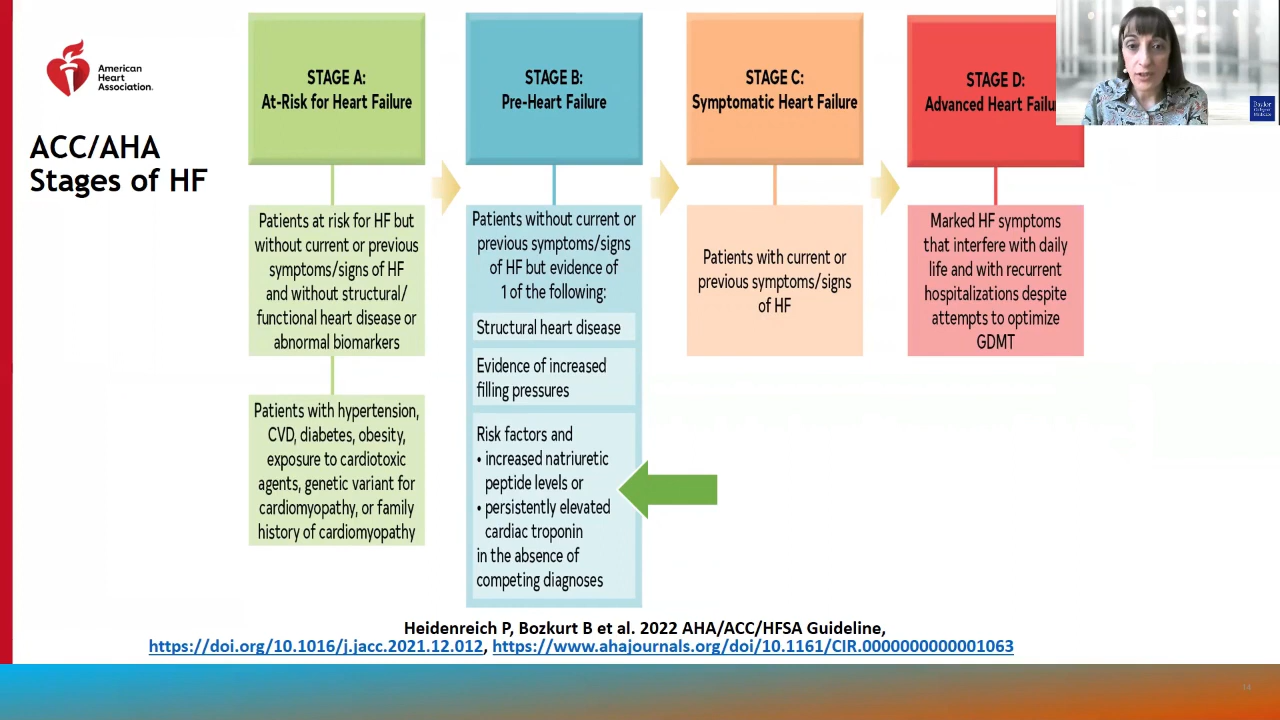 American
Heart
Association.
ACC/AHA
Stages of HF
STAGE A:
At-Risk for Heart Failure
Patients at risk for HF but
without current or previous
symptoms/signs of HF
and without structural/
functional heart disease or
abnormal biomarkers
Patients with hypertension,
CVD, diabetes, obesity,
exposure to cardiotoxic
agents, genetic variant for
cardiomyopathy, or family
history of cardiomyopathy
STAGE B:
Pre-Heart Failure
Patients without current or
previous symptoms/signs
of HF but evidence of
1 of the following:
Structural heart disease
Evidence of increased
filling pressures
Risk factors and
• increased natriuretic
peptide levels or
• persistently elevated
cardiac troponin
in the absence of
competing diagnoses
STAGE C:
Symptomatic Heart Failure
Patients with current or
previous symptoms/signs
of HF
STAGE D:
Advanced Heart Failu
Marked HF symptoms
that interfere with daily
life and with recurrent
hospitalizations despite
attempts to optimize
GDMT
Baylor
Heidenreich P, Bozkurt B et al. 2022 AHA/ACC/HFSA Guideline,
https://doi.org/10.1016/j.jacc.2021.12.012, https://www.ahajournals.org/doi/10.1161/CIR.0000000000001063
14